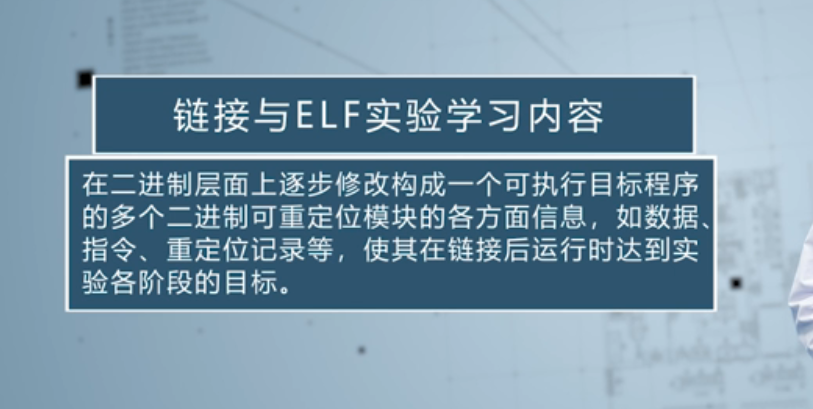 链接与ELF实验学习内容
在二进制层面上逐步修改构成一个可执行目标程序
的多个二进制可重定位模块的各方面信息，如数据、
指令、重定位记录等，使其在链接后运行时达到实
验各阶段的目标。